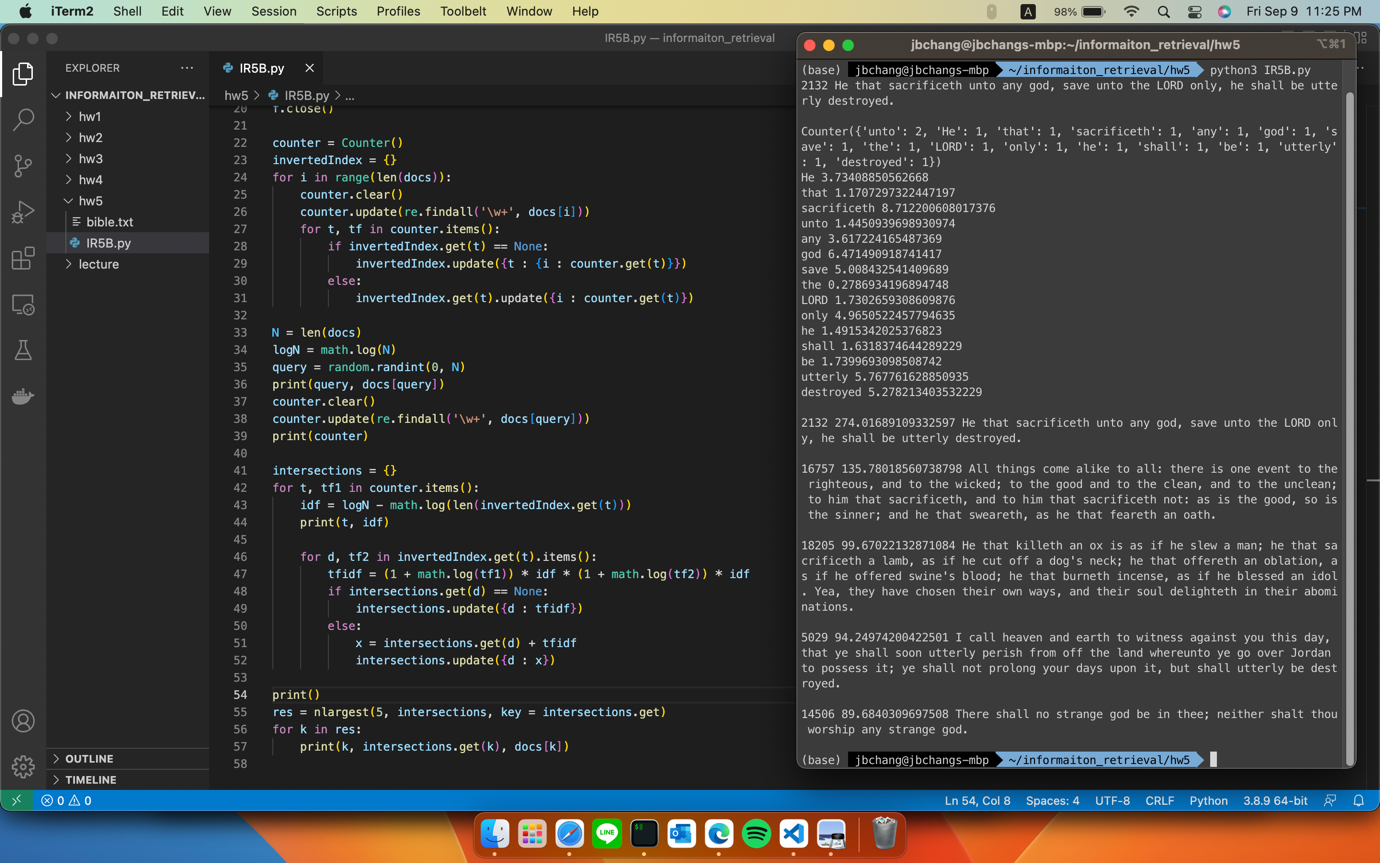 iTerm2 Shell Edit View Session Scripts Profiles Toolbelt Window Help A 98% Fri Sep 9 11:25 PM
IR5B.py — informaiton_retrieval
EXPLORER ...
INFORMAITON_RETRIEV...
hw1
hw2
hw3
hw4
hw5
bible.txt
IR5B.py
lecture
OUTLINE
TIMELINE
IR5B.py
hw5 > IR5B.py > ...
20 f.close()
21
22 counter = Counter()
23 invertedIndex = {}
24 for i in range(len(docs)):
25 counter.clear()
26 counter.update(re.findall('\w+', docs[i]))
27 for t, tf in counter.items():
28 if invertedIndex.get(t) == None:
29 invertedIndex.update({t : {i : counter.get(t)}})
30 else:
31 invertedIndex.get(t).update({i : counter.get(t)})
32
33 N = len(docs)
34 logN = math.log(N)
35 query = random.randint(0, N)
36 print(query, docs[query])
37 counter.clear()
38 counter.update(re.findall('\w+', docs[query]))
39 print(counter)
40
41 intersections = {}
42 for t, tf1 in counter.items():
43 idf = logN - math.log(len(invertedIndex.get(t)))
44 print(t, idf)
45
46 for d, tf2 in invertedIndex.get(t).items():
47 tfidf = (1 + math.log(tf1)) * idf * (1 + math.log(tf2)) * idf
48 if intersections.get(d) == None:
49 intersections.update({d : tfidf})
50 else:
51 x = intersections.get(d) + tfidf
52 intersections.update({d : x})
53
54 print()
55 res = nlargest(5, intersections, key = intersections.get)
56 for k in res:
57 print(k, intersections.get(k), docs[k])
58
jbchang@jbchangs-mbp:~/informaiton_retrieval/hw5 ⌥⌘1
(base) jbchang@jbchangs-mbp ~/informaiton_retrieval/hw5 python3 IR5B.py
2132 He that sacrificeth unto any god, save unto the LORD only, he shall be utte
rly destroyed.
Counter({'unto': 2, 'He': 1, 'that': 1, 'sacrificeth': 1, 'any': 1, 'god': 1, 's
ave': 1, 'the': 1, 'LORD': 1, 'only': 1, 'he': 1, 'shall': 1, 'be': 1, 'utterly'
: 1, 'destroyed': 1})
He 3.73408850562668
that 1.1707297322447197
sacrificeth 8.712200608017376
unto 1.4450939698930974
any 3.617224165487369
god 6.471490918741417
save 5.008432541409689
the 0.2786934196894748
LORD 1.7302659308609876
only 4.9650522457794635
he 1.4915342025376823
shall 1.6318374644289229
be 1.7399693098508742
utterly 5.767761628850935
destroyed 5.278213403532229
2132 274.01689109332597 He that sacrificeth unto any god, save unto the LORD onl
y, he shall be utterly destroyed.
16757 135.78018560738798 All things come alike to all: there is one event to the
righteous, and to the wicked; to the good and to the clean, and to the unclean;
to him that sacrificeth, and to him that sacrificeth not: as is the good, so is
the sinner; and he that sweareth, as he that feareth an oath.
18205 99.67022132871084 He that killeth an ox is as if he slew a man; he that sa
crificeth a lamb, as if he cut off a dog's neck; he that offereth an oblation, a
s if he offered swine's blood; he that burneth incense, as if he blessed an idol
. Yea, they have chosen their own ways, and their soul delighteth in their abomi
nations.
5029 94.24974200422501 I call heaven and earth to witness against you this day,
that ye shall soon utterly perish from off the land whereunto ye go over Jordan
to possess it; ye shall not prolong your days upon it, but shall utterly be dest
royed.
14506 89.6840309697508 There shall no strange god be in thee; neither shalt thou
worship any strange god.
(base) jbchang@jbchangs-mbp ~/informaiton_retrieval/hw5
0 0 Ln 54, Col 8 Spaces: 4 UTF-8 CRLF Python 3.8.9 64-bit
LINE